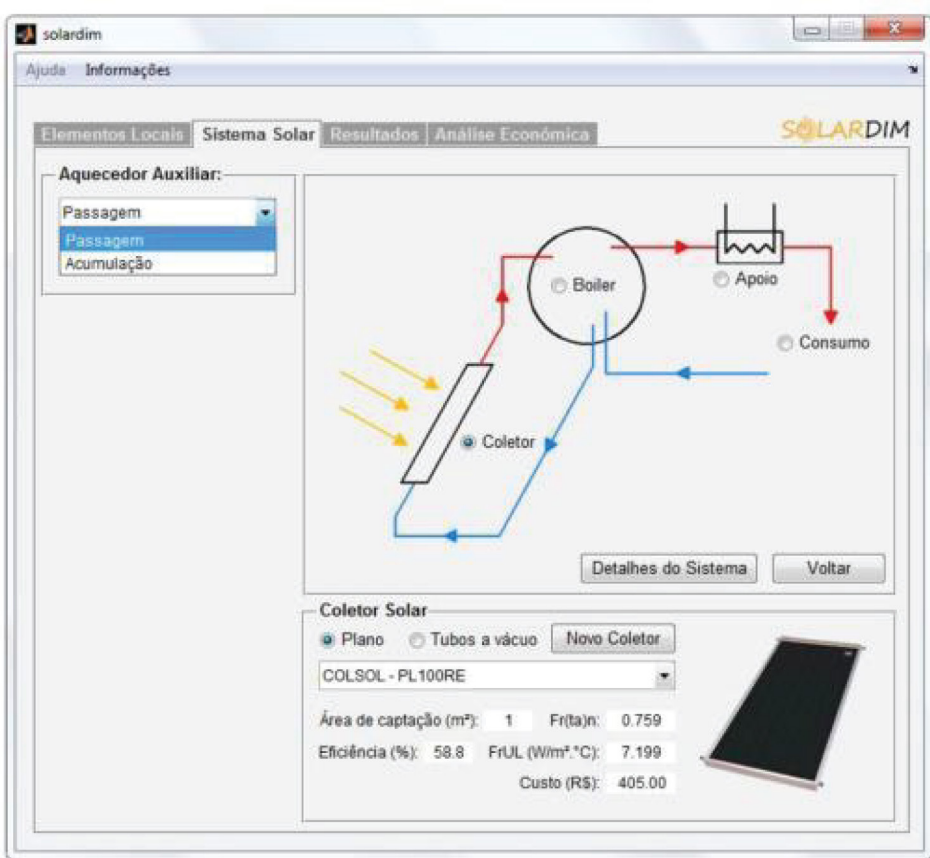 solardim
Ajuda Informações
Elementos Locais Sistema Solar Resultados Análise Econômica
SOLARDIM
Aquecedor Auxiliar:
Passagem
Passagem
Acumulação
Boiler
Apoio
Consumo
Coletor
Detalhes do Sistema Voltar
Coletor Solar
Plano Tubos a vácuo Novo Coletor
COLSOL - PL100RE
Área de captação (m²): 1 Fr(ta)n: 0.759
Eficiência (%): 58.8 FrUL (W/m².°C): 7.199
Custo (R$): 405.00